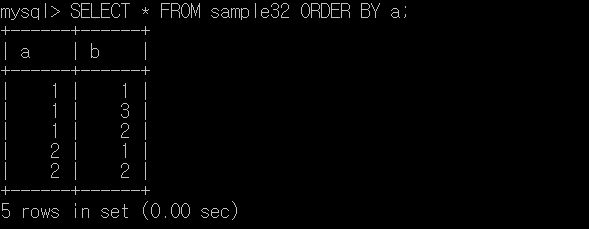 mysql> SELECT * FROM sample32 ORDER BY a;
+------+------+
| a    | b    |
+------+------+
|    1 |    1 |
|    1 |    3 |
|    1 |    2 |
|    2 |    1 |
|    2 |    2 |
+------+------+
5 rows in set (0.00 sec)